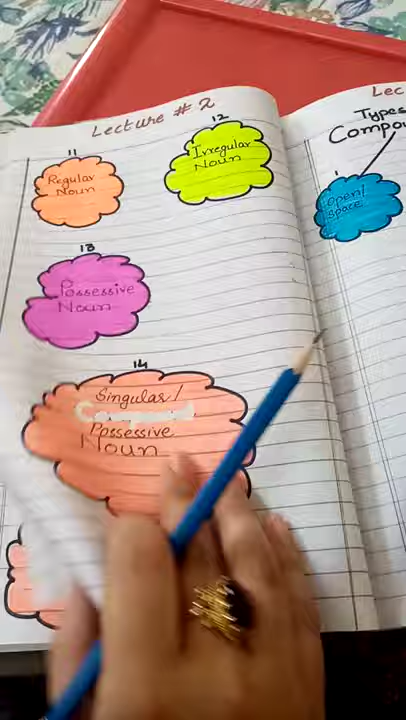 Lecture # 2
11
Regular
Noun
12
Irregular
Noun
13
Possessive
Noun
14
Singular/
Possessive
Noun
Lec
Types
Compou
1
Open/
Space